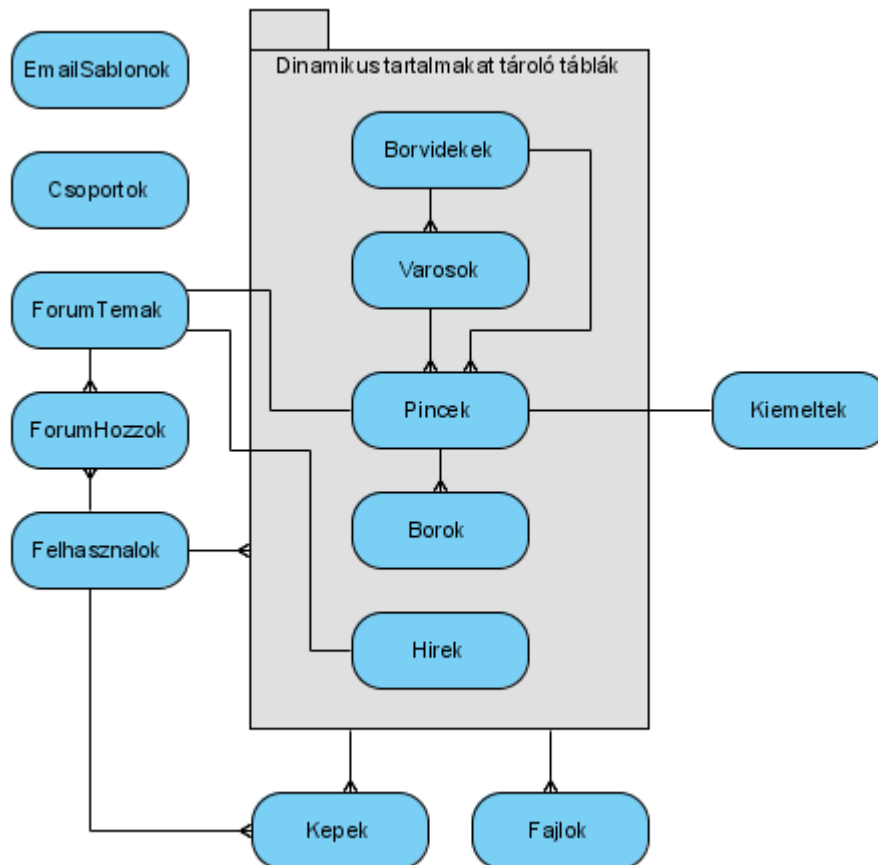 EmailSablonok
Dinamikus tartalmakat tároló táblák
Borvidekek
Csoportok
Varosok
ForumTemak
Pincek
Kiemeltek
ForumHozzok
Borok
Felhasznalok
Hirek
Kepek
Fajlok